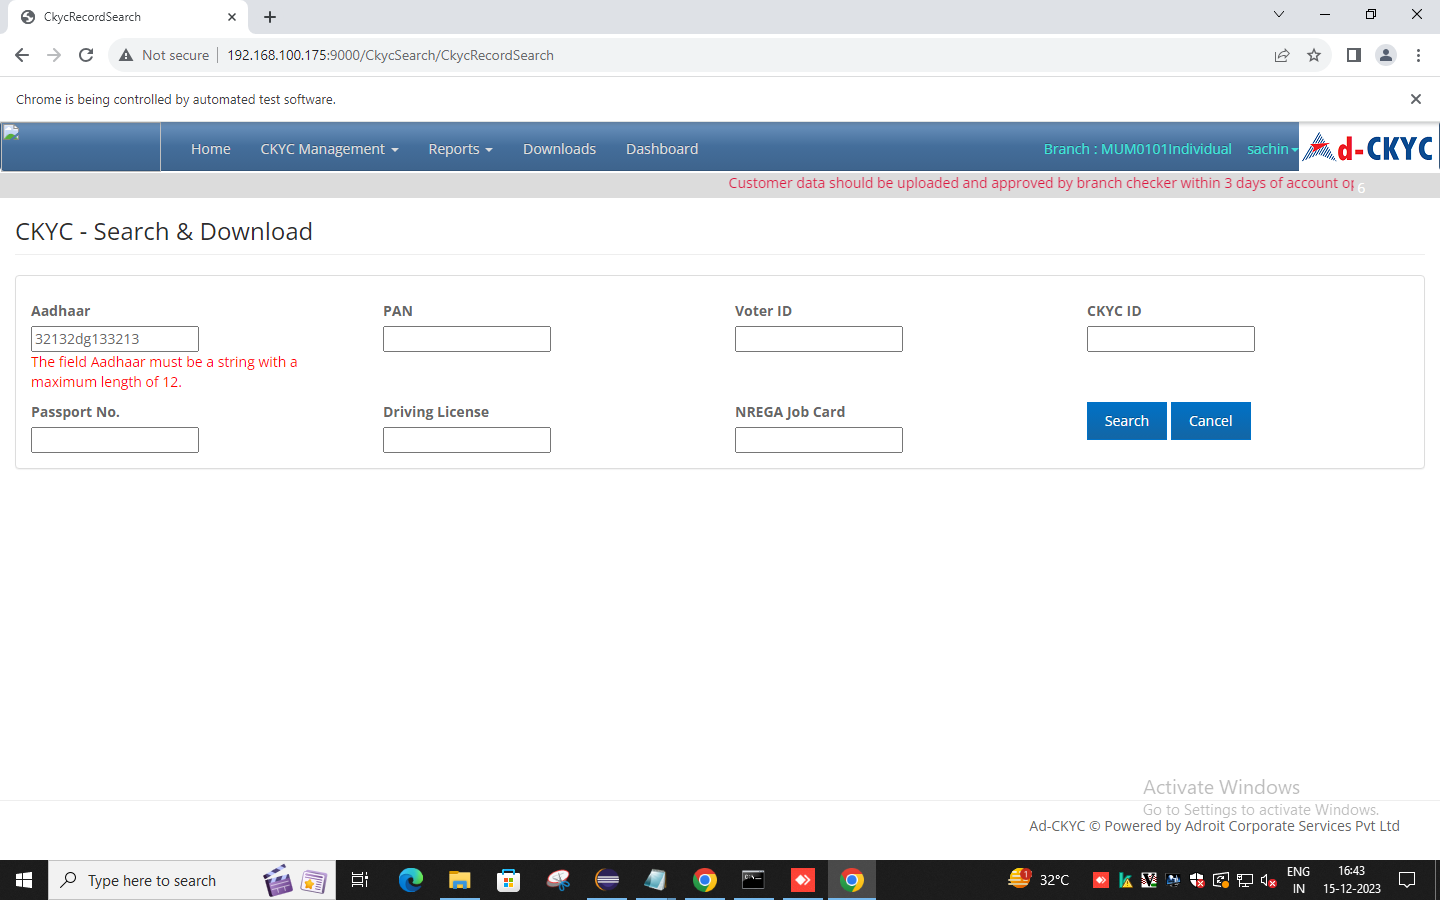 CkycRecordSearch
Not secure
192.168.100.175:9000/CkycSearch/CkycRecordSearch
Chrome is being controlled by automated test software.
Home
CKYC Management
Reports
Downloads
Dashboard
Branch : MUM0101Individual
sachin
d-CKYC
Customer data should be uploaded and approved by branch checker within 3 days of account op
6
CKYC - Search & Download
Aadhaar
PAN
Voter ID
CKYC ID
32132dg133213
The field Aadhaar must be a string with a
maximum length of 12.
Passport No.
Driving License
NREGA Job Card
Search
Cancel
Activate Windows
Go to Settings to activate Windows.
Ad-CKYC © Powered by Adroit Corporate Services Pvt Ltd
Type here to search
1
32°C
ENG
IN
16:43
15-12-2023